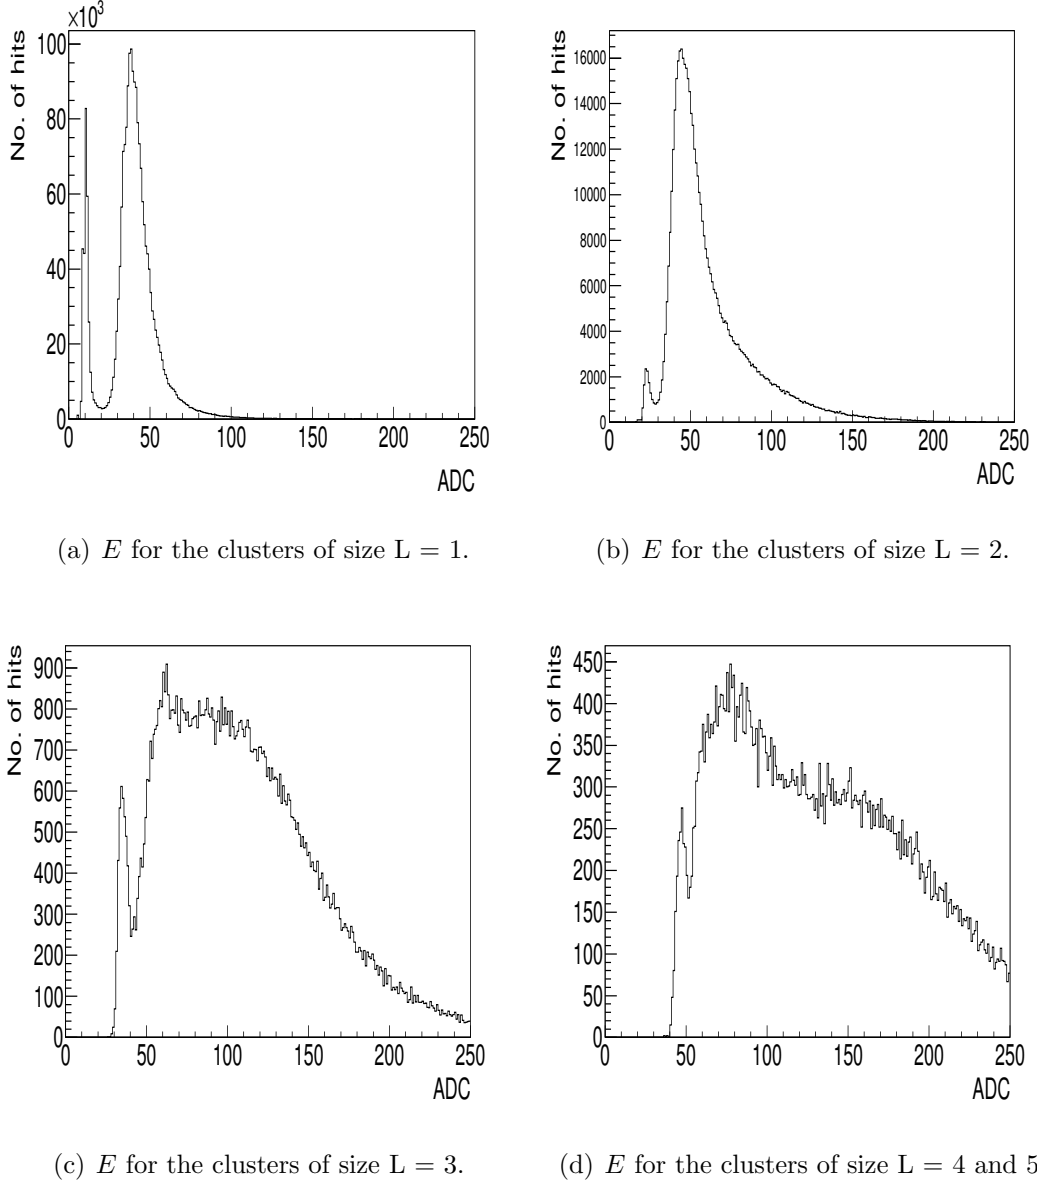 ×10³
No. of hits
100
80
60
40
20
0
0 50 100 150 200 250
ADC
(a) E for the clusters of size L = 1.
No. of hits
16000
14000
12000
10000
8000
6000
4000
2000
0
0 50 100 150 200 250
ADC
(b) E for the clusters of size L = 2.
No. of hits
900
800
700
600
500
400
300
200
100
0
0 50 100 150 200 250
ADC
(c) E for the clusters of size L = 3.
No. of hits
450
400
350
300
250
200
150
100
50
0
0 50 100 150 200 250
ADC
(d) E for the clusters of size L = 4 and 5